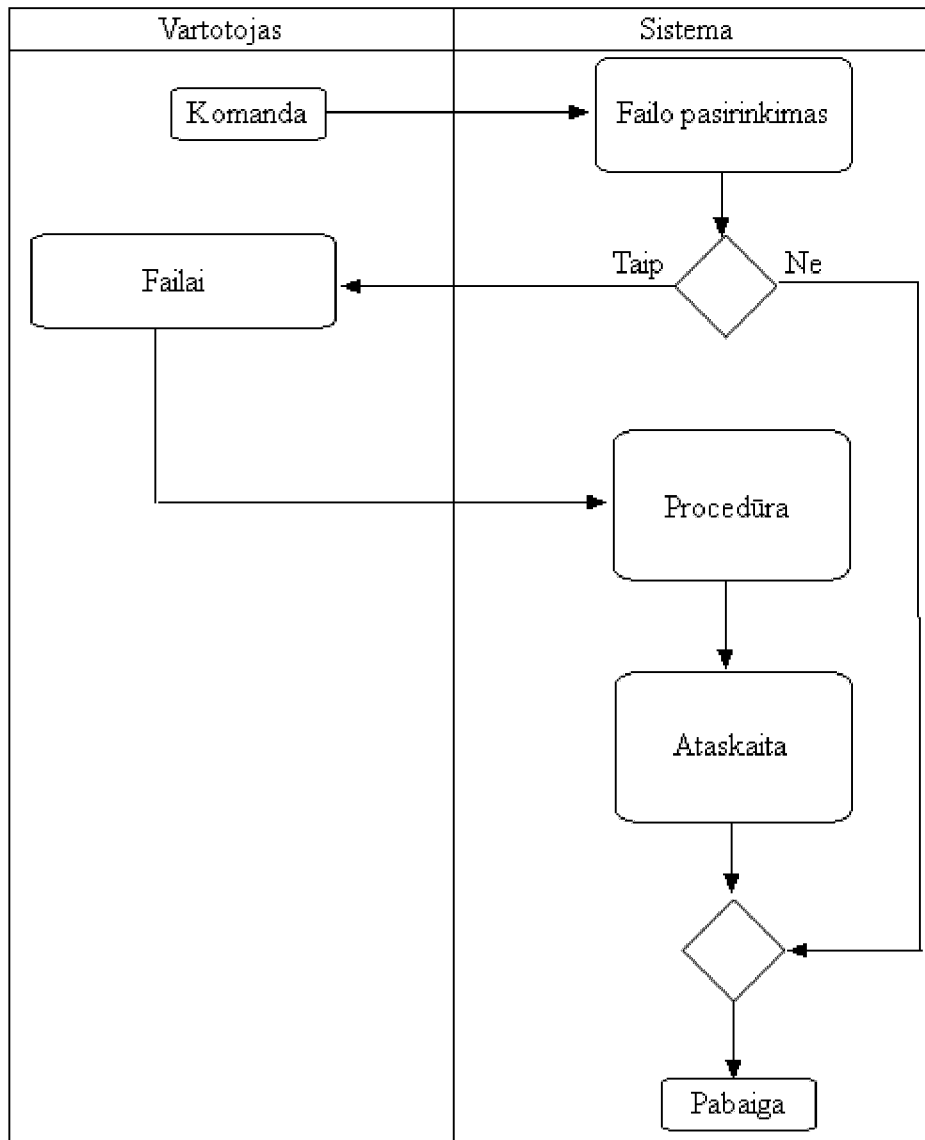 Vartotojas
Sistema
Komanda
Failo pasirinkimas
Taip
Ne
Failai
Procedūra
Ataskaita
Pabaiga